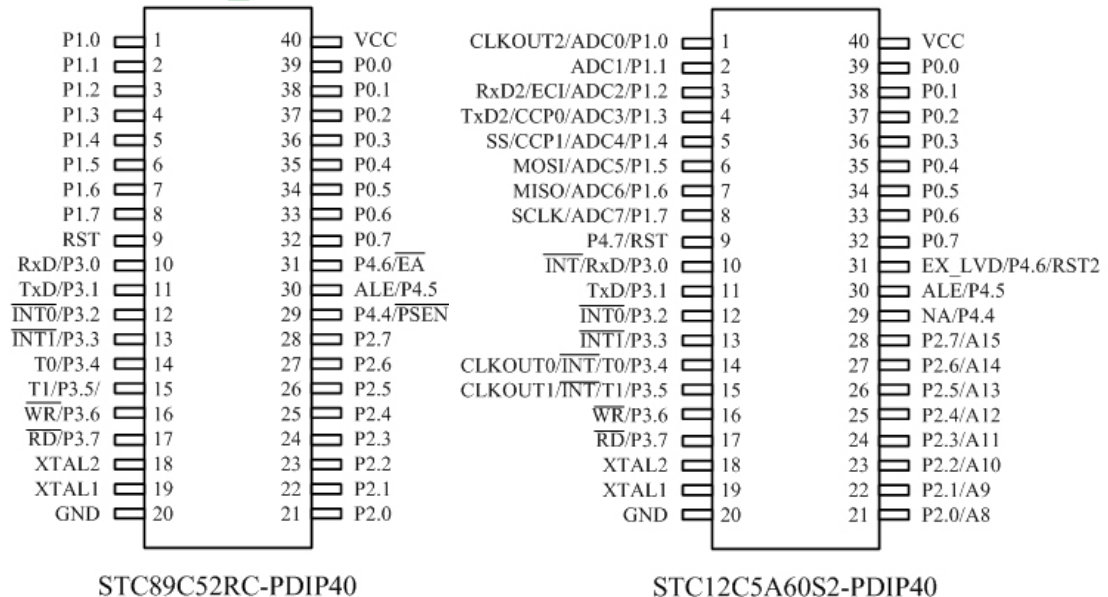 P1.0 1 40 VCC
P1.1 2 39 P0.0
P1.2 3 38 P0.1
P1.3 4 37 P0.2
P1.4 5 36 P0.3
P1.5 6 35 P0.4
P1.6 7 34 P0.5
P1.7 8 33 P0.6
RST 9 32 P0.7
RxD/P3.0 10 31 P4.6/E̅A̅
TxD/P3.1 11 30 ALE/P4.5
I̅N̅T̅0̅/P3.2 12 29 P4.4/P̅S̅E̅N̅
I̅N̅T̅1̅/P3.3 13 28 P2.7
T0/P3.4 14 27 P2.6
T1/P3.5/ 15 26 P2.5
W̅R̅/P3.6 16 25 P2.4
R̅D̅/P3.7 17 24 P2.3
XTAL2 18 23 P2.2
XTAL1 19 22 P2.1
GND 20 21 P2.0
STC89C52RC-PDIP40
CLKOUT2/ADC0/P1.0 1 40 VCC
ADC1/P1.1 2 39 P0.0
RxD2/ECI/ADC2/P1.2 3 38 P0.1
TxD2/CCP0/ADC3/P1.3 4 37 P0.2
SS/CCP1/ADC4/P1.4 5 36 P0.3
MOSI/ADC5/P1.5 6 35 P0.4
MISO/ADC6/P1.6 7 34 P0.5
SCLK/ADC7/P1.7 8 33 P0.6
P4.7/RST 9 32 P0.7
I̅N̅T̅/RxD/P3.0 10 31 EX_LVD/P4.6/RST2
TxD/P3.1 11 30 ALE/P4.5
I̅N̅T̅0̅/P3.2 12 29 NA/P4.4
I̅N̅T̅1̅/P3.3 13 28 P2.7/A15
CLKOUT0/I̅N̅T̅/T0/P3.4 14 27 P2.6/A14
CLKOUT1/I̅N̅T̅/T1/P3.5 15 26 P2.5/A13
W̅R̅/P3.6 16 25 P2.4/A12
R̅D̅/P3.7 17 24 P2.3/A11
XTAL2 18 23 P2.2/A10
XTAL1 19 22 P2.1/A9
GND 20 21 P2.0/A8
STC12C5A60S2-PDIP40